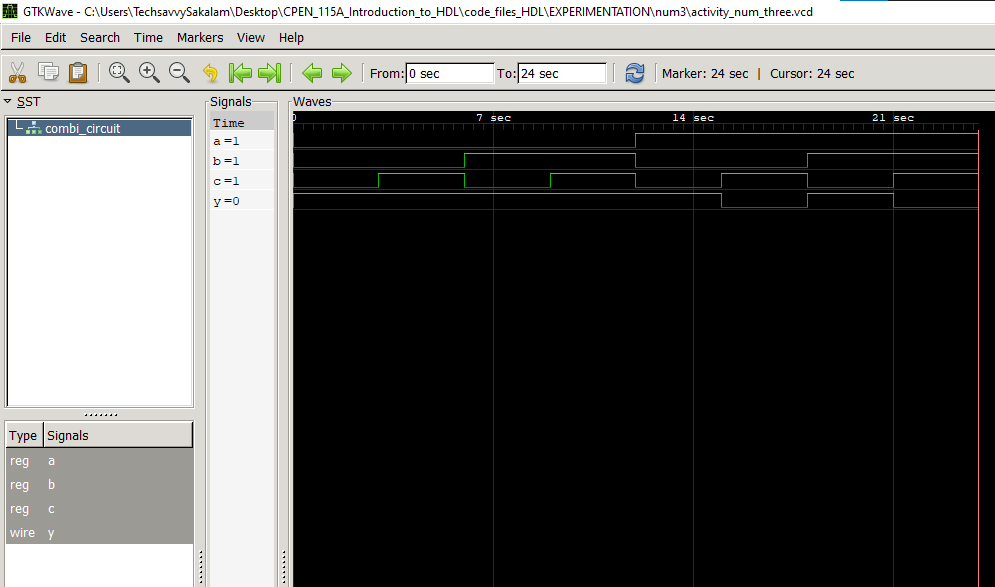 GTKWave - C:\Users\TechsavvySakalam\Desktop\CPEN_115A_Introduction_to_HDL\code_files_HDL\EXPERIMENTATION\num3\activity_num_three.vcd
File Edit Search Time Markers View Help
From: 0 sec To: 24 sec Marker: 24 sec | Cursor: 24 sec
SST
combi_circuit
Type Signals
reg a
reg b
reg c
wire y
Signals
Time
a =1
b =1
c =1
y =0
Waves
0 7 sec 14 sec 21 sec